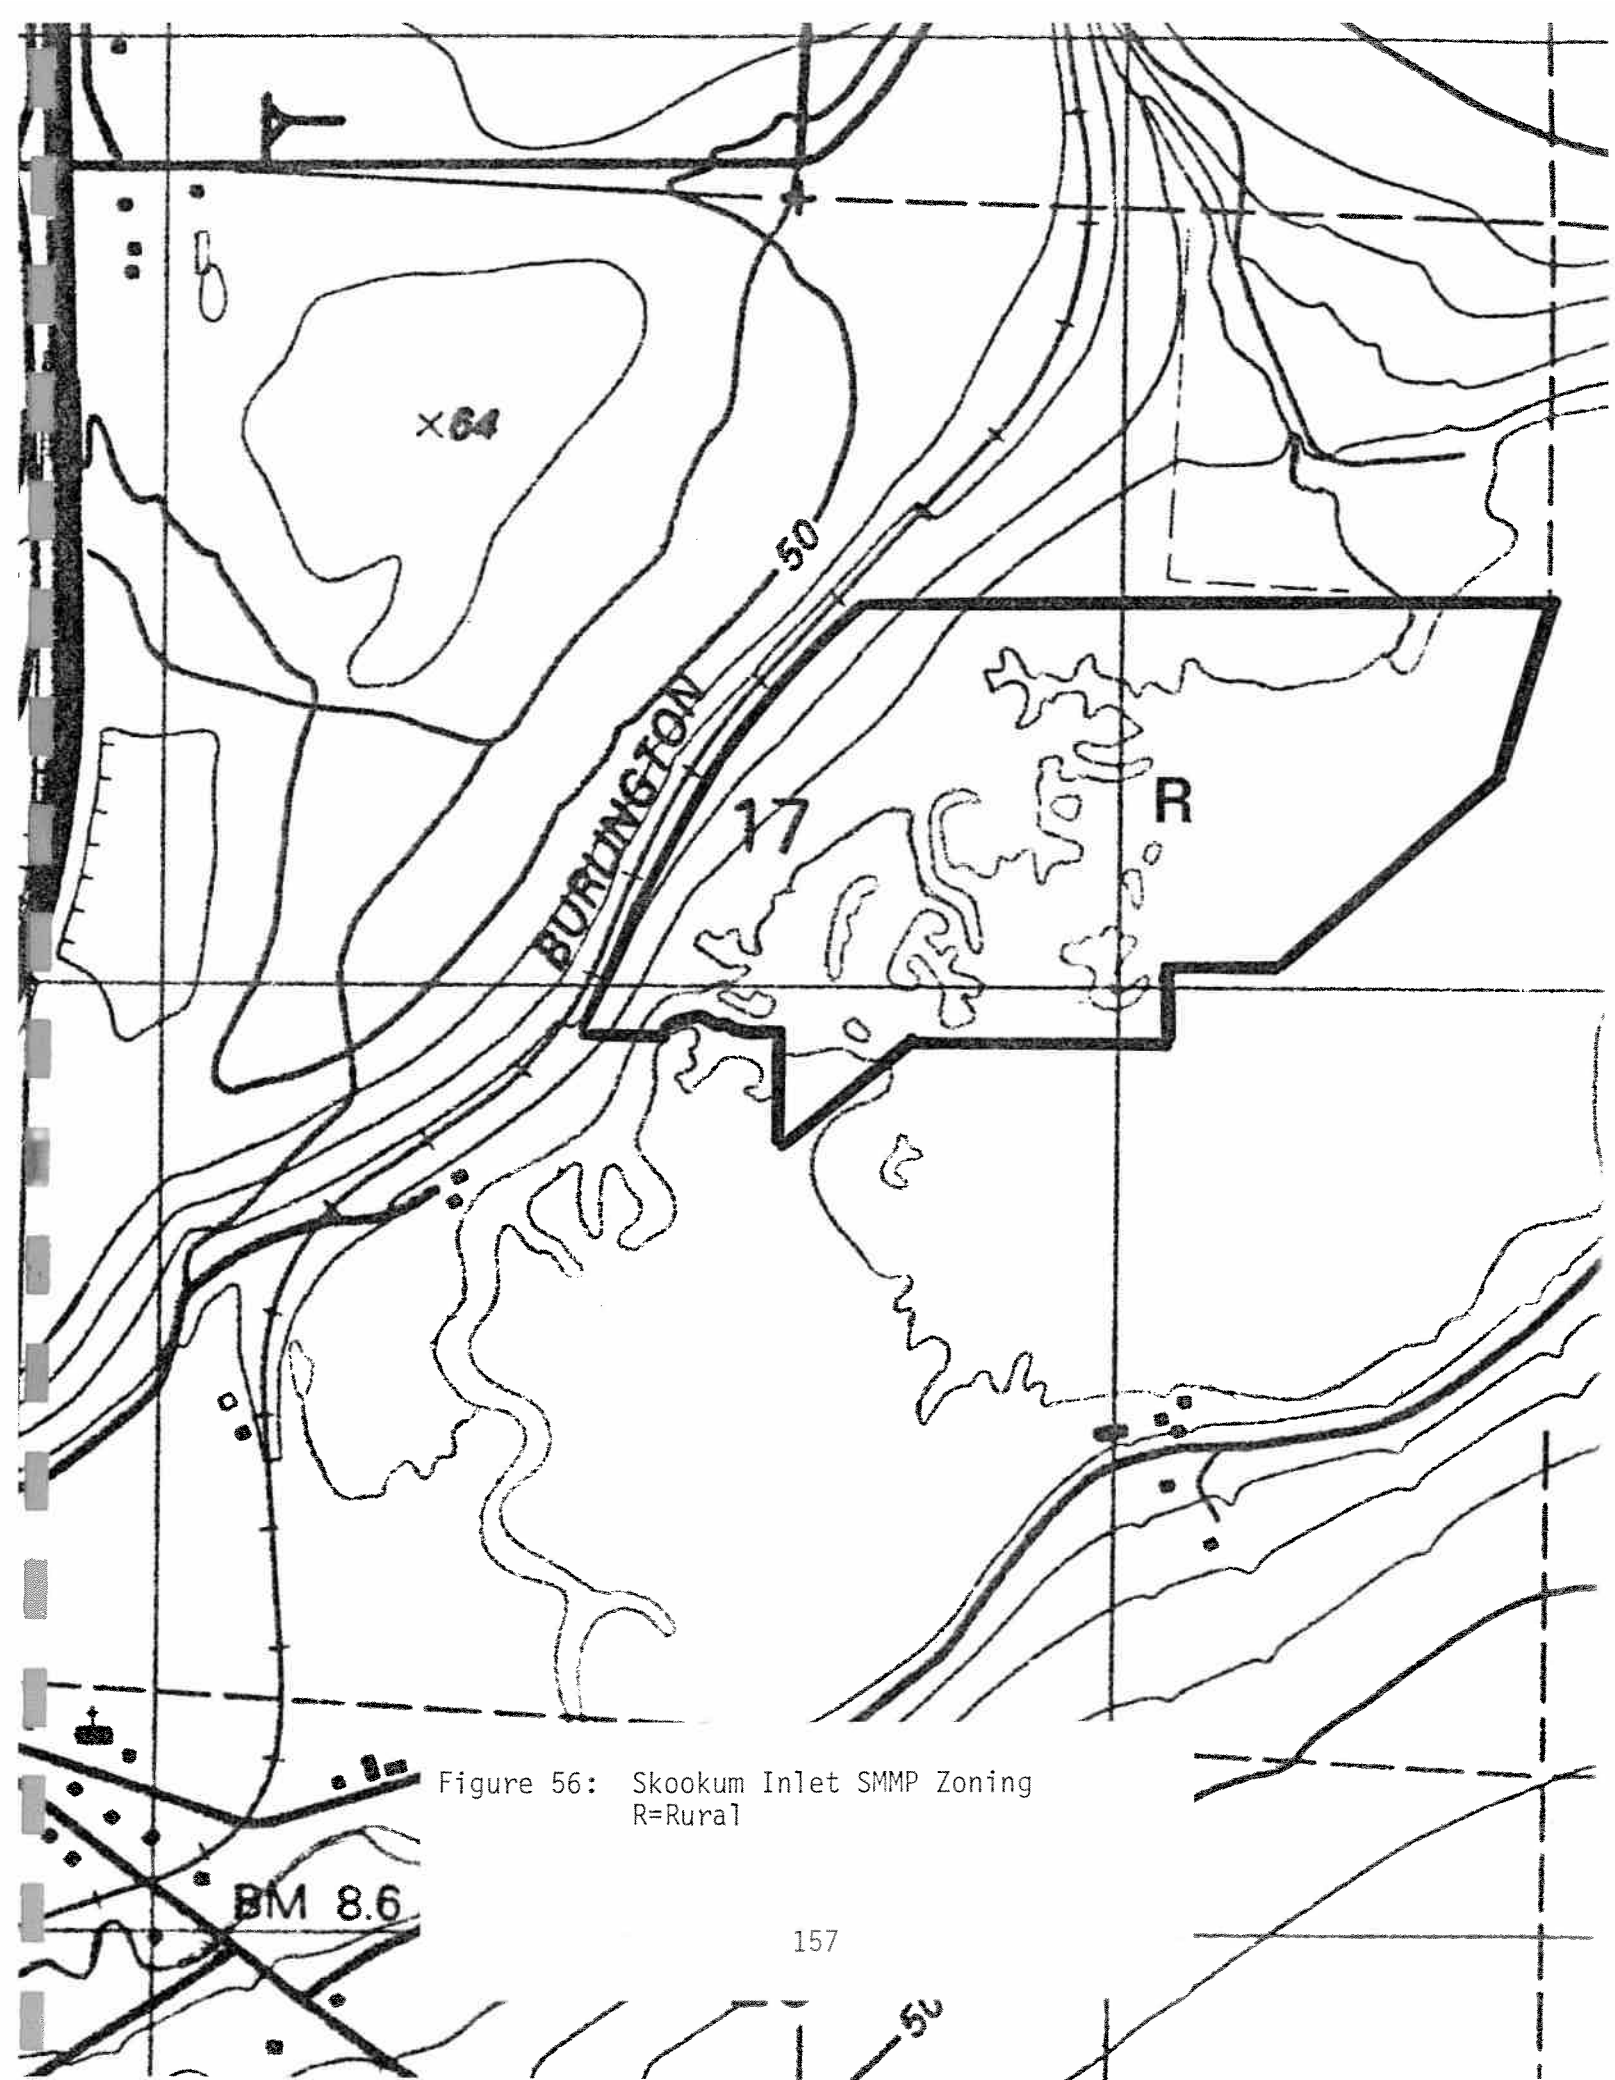 ×64
50
BURLINGTON
17
R
Figure 56: Skookum Inlet SMMP Zoning
R=Rural
BM 8.6
157
50